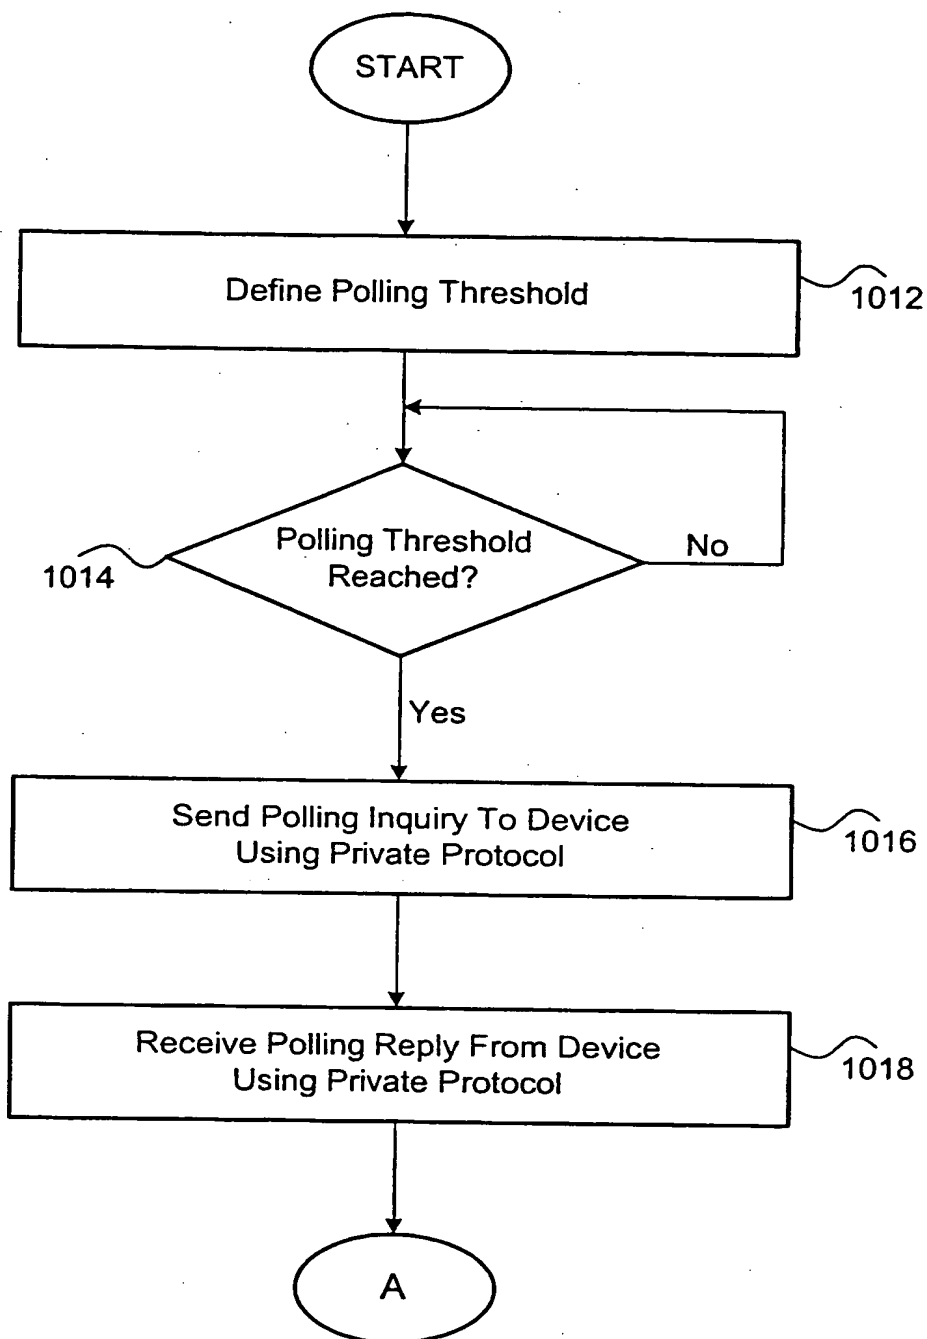 START
Define Polling Threshold
1012
Polling Threshold
Reached?
No
1014
Yes
Send Polling Inquiry To Device
Using Private Protocol
1016
Receive Polling Reply From Device
Using Private Protocol
1018
A